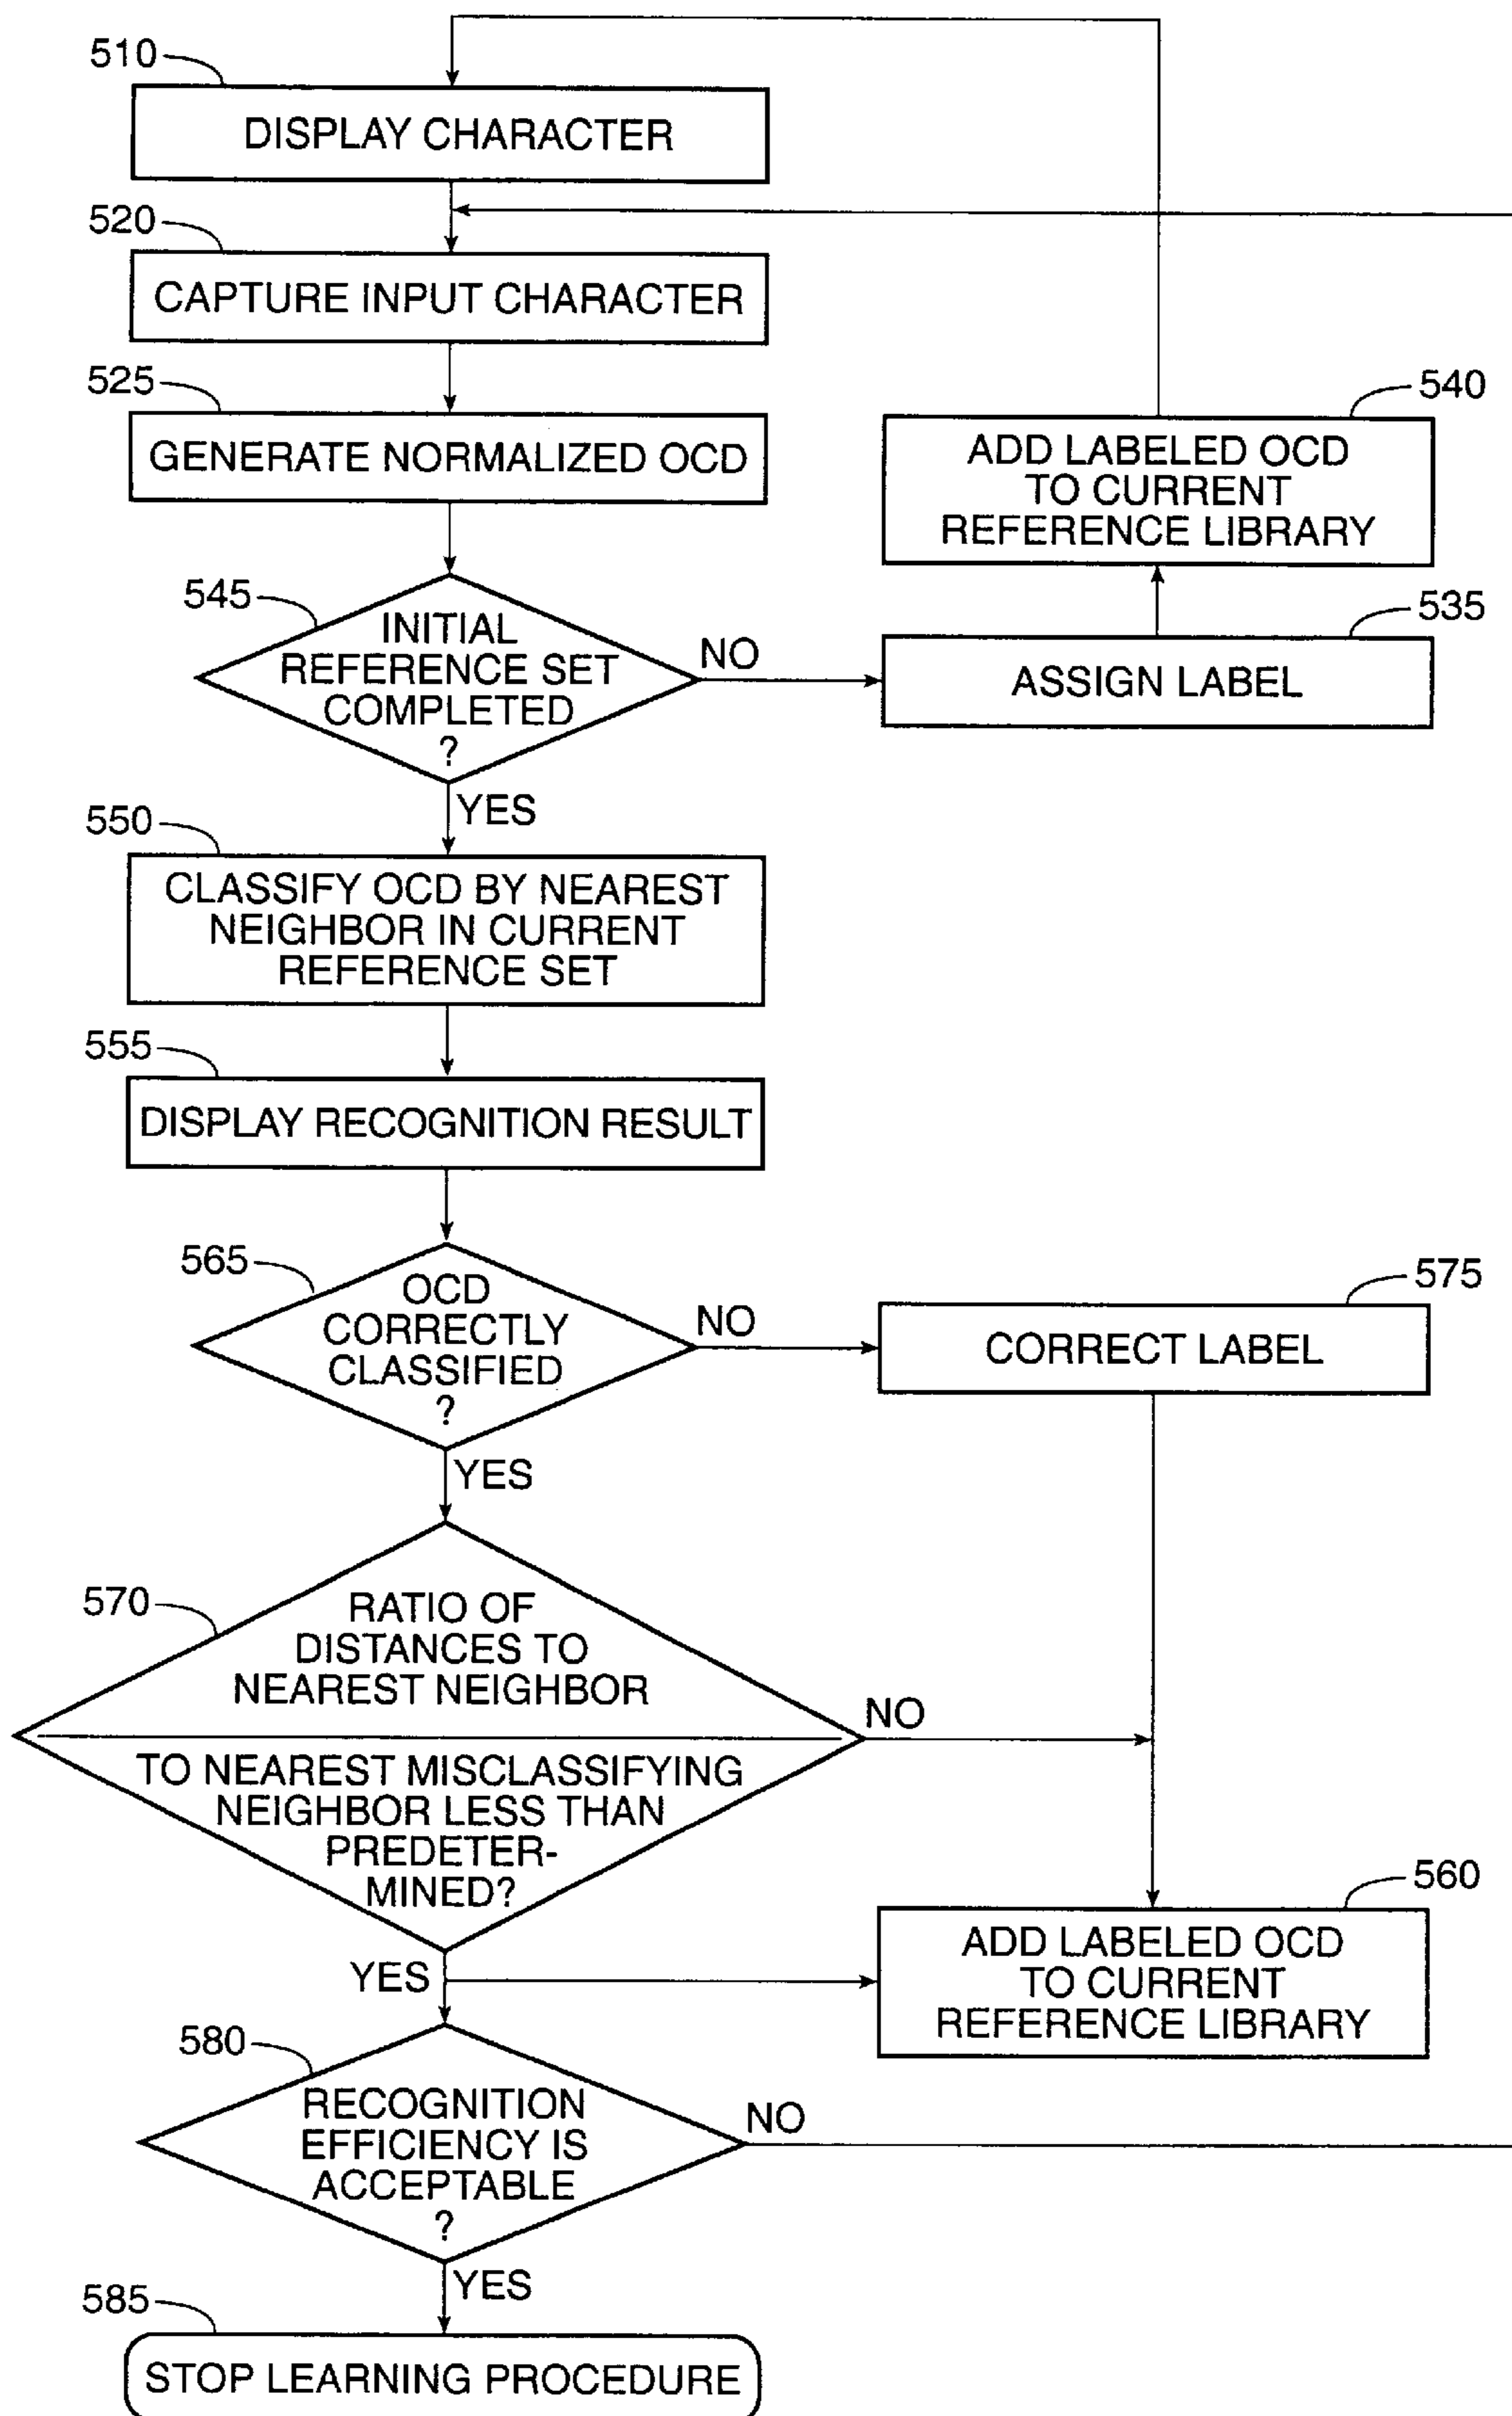 510
DISPLAY CHARACTER
520
CAPTURE INPUT CHARACTER
525
GENERATE NORMALIZED OCD
540
ADD LABELED OCD
TO CURRENT
REFERENCE LIBRARY
545
INITIAL
REFERENCE SET
COMPLETED
?
NO
535
ASSIGN LABEL
YES
550
CLASSIFY OCD BY NEAREST
NEIGHBOR IN CURRENT
REFERENCE SET
555
DISPLAY RECOGNITION RESULT
565
OCD
CORRECTLY
CLASSIFIED
?
NO
575
CORRECT LABEL
YES
570
RATIO OF
DISTANCES TO
NEAREST NEIGHBOR
TO NEAREST MISCLASSIFYING
NEIGHBOR LESS THAN
PREDETER-
MINED?
NO
YES
560
ADD LABELED OCD
TO CURRENT
REFERENCE LIBRARY
580
RECOGNITION
EFFICIENCY IS
ACCEPTABLE
?
NO
YES
585
STOP LEARNING PROCEDURE